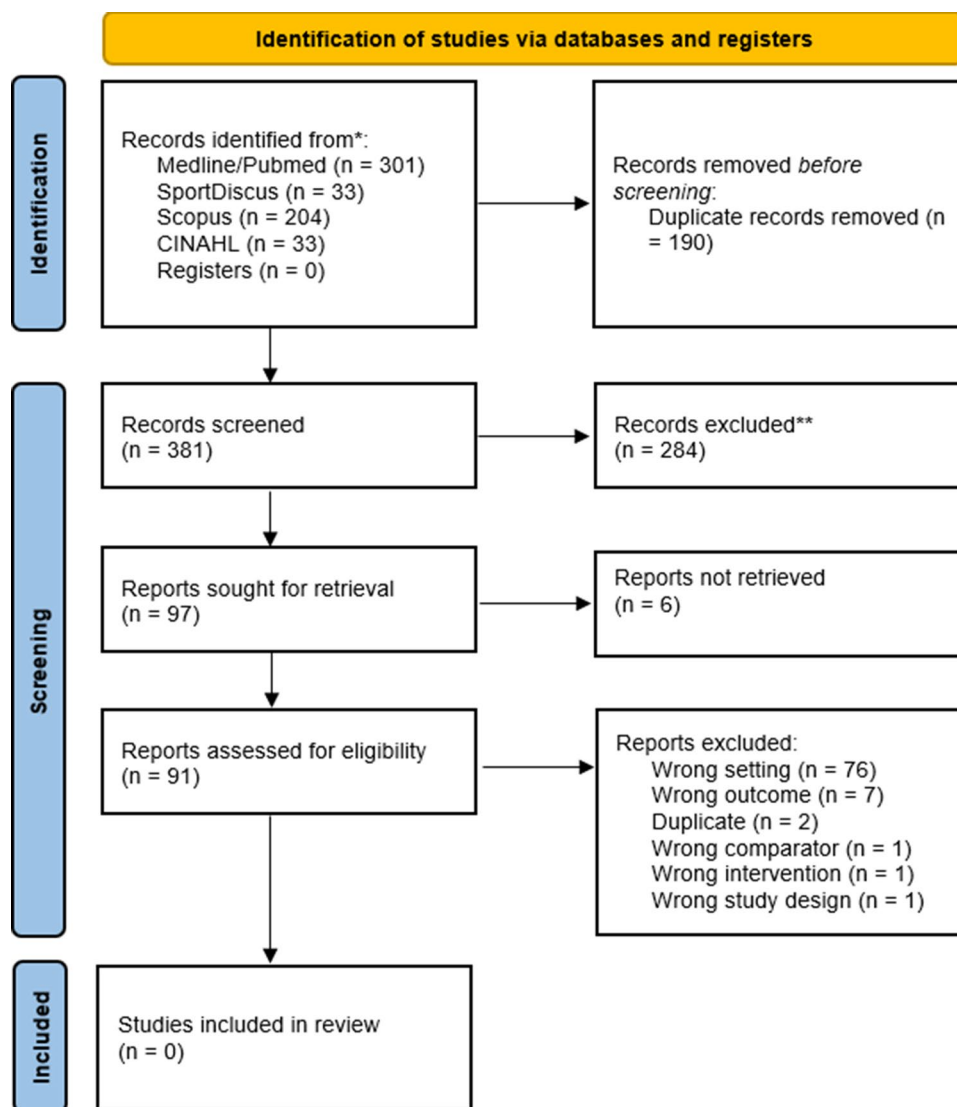 Identification of studies via databases and registers
Identification
Records identified from*:
Medline/Pubmed (n = 301)
SportDiscus (n = 33)
Scopus (n = 204)
CINAHL (n = 33)
Registers (n = 0)
Records removed before
screening:
Duplicate records removed (n
= 190)
Screening
Records screened
(n = 381)
Records excluded**
(n = 284)
Reports sought for retrieval
(n = 97)
Reports not retrieved
(n = 6)
Reports assessed for eligibility
(n = 91)
Reports excluded:
Wrong setting (n = 76)
Wrong outcome (n = 7)
Duplicate (n = 2)
Wrong comparator (n = 1)
Wrong intervention (n = 1)
Wrong study design (n = 1)
Included
Studies included in review
(n = 0)